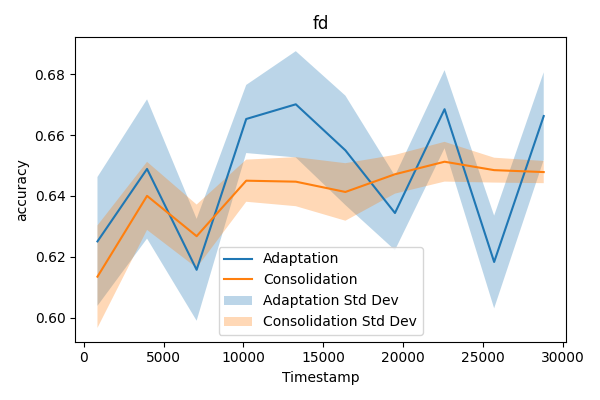 fd
accuracy
0.68
0.66
0.64
0.62
0.60
Adaptation
Consolidation
Adaptation Std Dev
Consolidation Std Dev
0
5000
10000
15000
20000
25000
30000
Timestamp